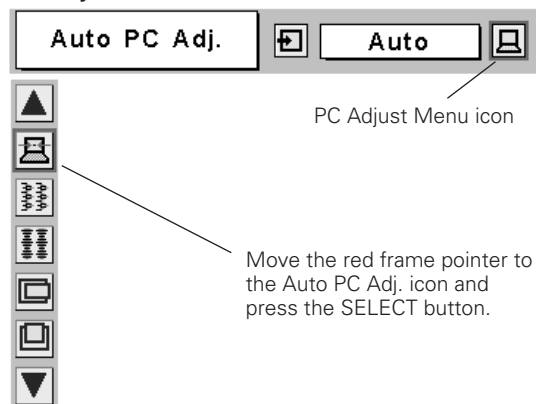 Auto PC Adj.
Auto
PC Adjust Menu icon
Move the red frame pointer to
the Auto PC Adj. icon and
press the SELECT button.